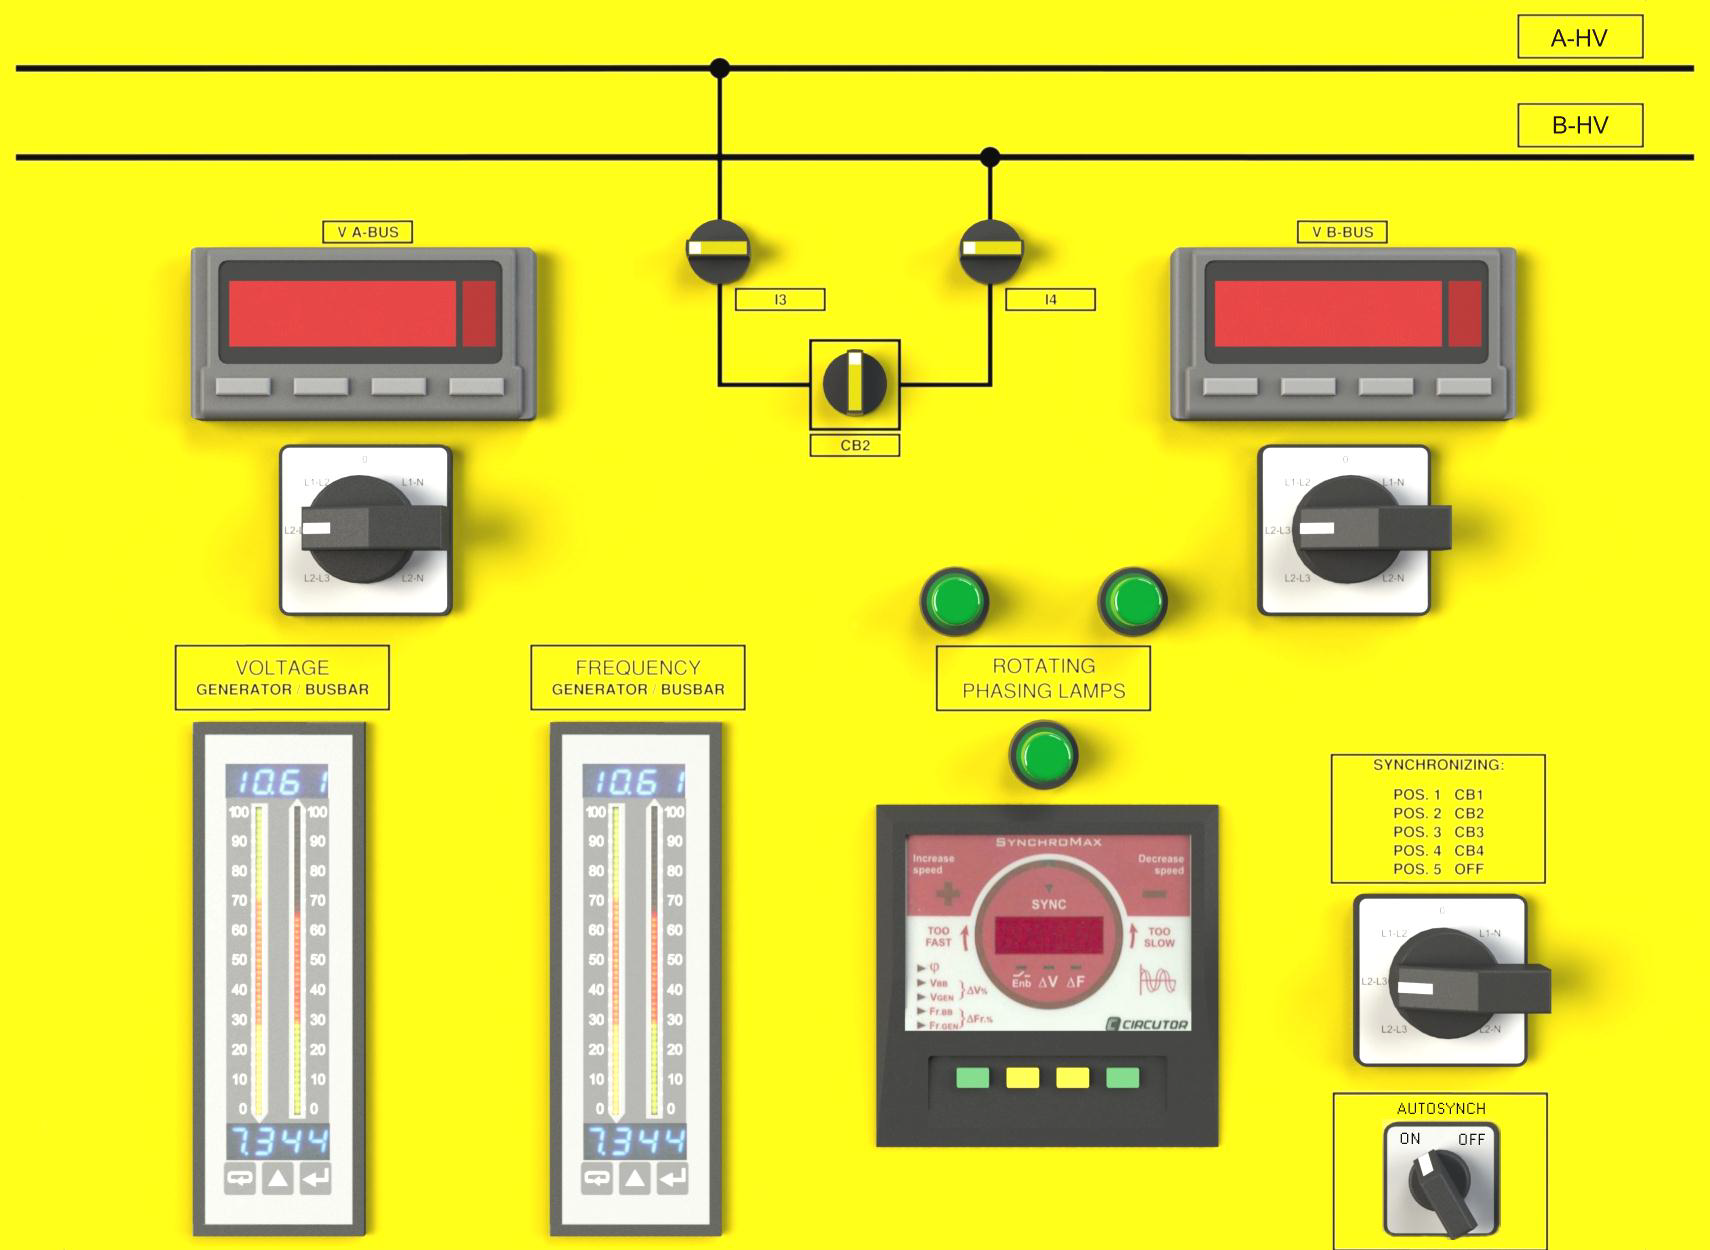 A-HV
B-HV
V A-BUS
V B-BUS
I3
I4
CB2
0
L1-L2
L1-N
L2-L3
L2-N
0
L1-L2
L1-N
L2-L3
L2-L3
L2-N
VOLTAGE
GENERATOR / BUSBAR
FREQUENCY
GENERATOR / BUSBAR
ROTATING
PHASING LAMPS
10.61
100 100
90 90
80 80
70 70
60 60
50 50
40 40
30 30
20 20
10 10
0 0
7.344
10.61
100 100
90 90
80 80
70 70
60 60
50 50
40 40
30 30
20 20
10 10
0 0
7.344
SYNCHROMAX
Increase
speed
Decrease
speed
SYNC
TOO
FAST
TOO
SLOW
φ
VBB
VGEN
ΔV%
Fr.BB
Fr.GEN
ΔFr.%
Enb ΔV ΔF
CIRCUTOR
SYNCHRONIZING:
POS. 1 CB1
POS. 2 CB2
POS. 3 CB3
POS. 4 CB4
POS. 5 OFF
0
L1-L2
L1-N
L2-L3
L2-L3
L2-N
AUTOSYNCH
ON OFF